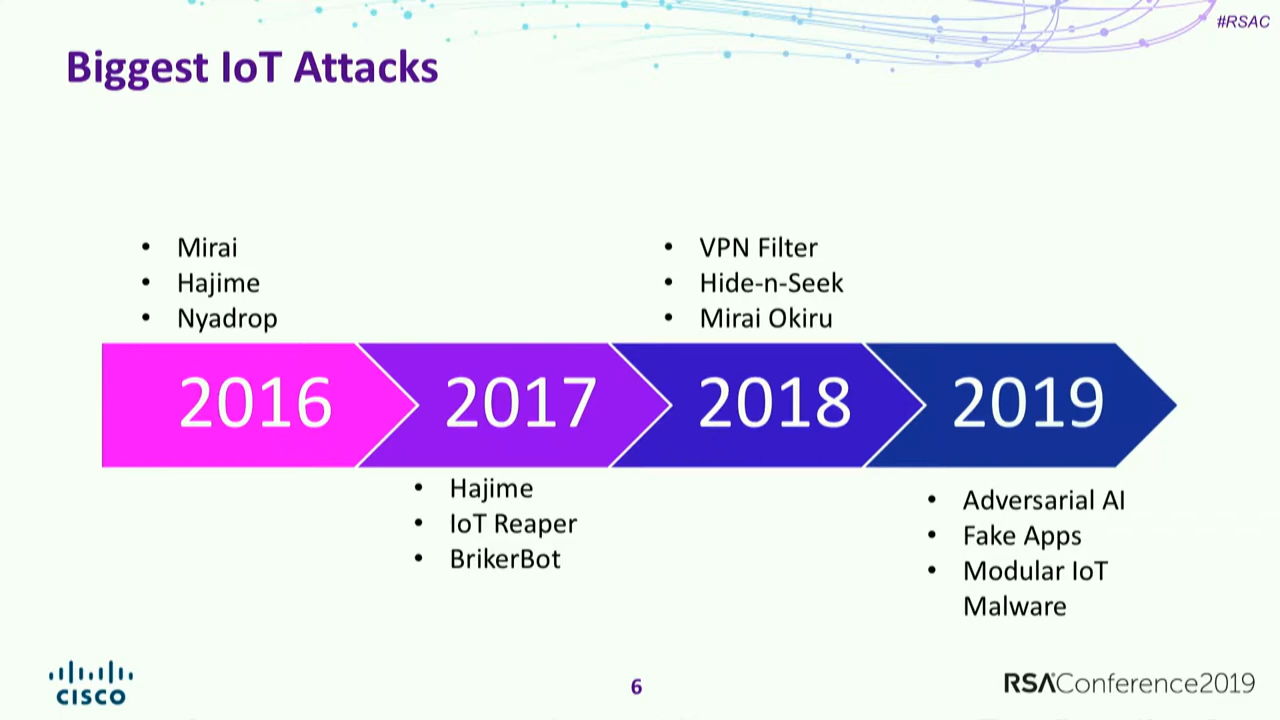 #RSAC
Biggest IoT Attacks
• Mirai
• Hajime
• Nyadrop
• VPN Filter
• Hide-n-Seek
• Mirai Okiru
2016
2017
2018
2019
• Hajime
• IoT Reaper
• BrikerBot
• Adversarial AI
• Fake Apps
• Modular IoT
Malware
CISCO
6
RSAConference2019